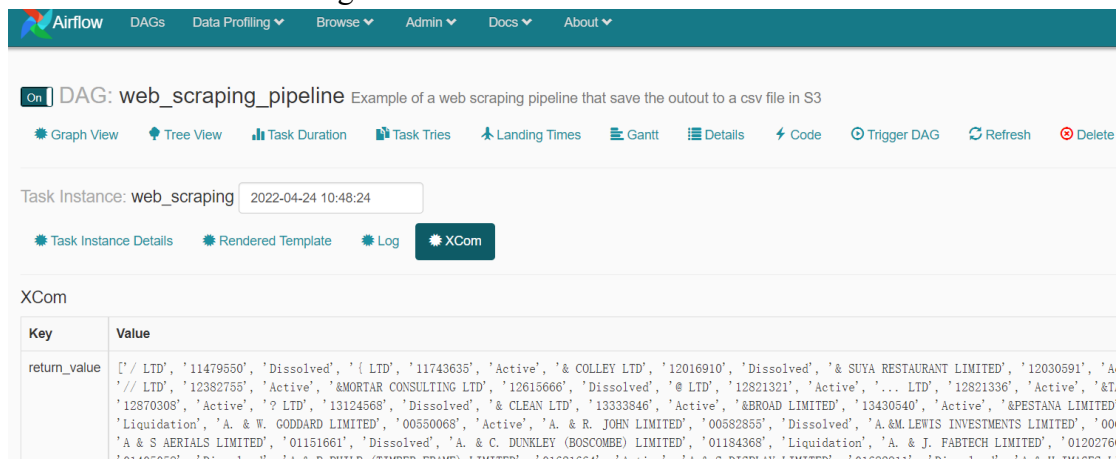 Airflow DAGs Data Profiling Browse Admin Docs About
On DAG: web_scraping_pipeline Example of a web scraping pipeline that save the outout to a csv file in S3
Graph View Tree View Task Duration Task Tries Landing Times Gantt Details Code Trigger DAG Refresh Delete
Task Instance: web_scraping 2022-04-24 10:48:24
Task Instance Details Rendered Template Log XCom
XCom
Key Value
return_value ['/ LTD', '11479550', 'Dissolved', '{ LTD', '11743635', 'Active', '& COLLEY LTD', '12016910', 'Dissolved', '& SUYA RESTAURANT LIMITED', '12030591',
'// LTD', '12382755', 'Active', '&MORTAR CONSULTING LTD', '12615666', 'Dissolved', '@ LTD', '12821321', 'Active', '... LTD', '12821336', 'Active',
'12870308', 'Active', '? LTD', '13124568', 'Dissolved', '& CLEAN LTD', '13333846', 'Active', '&BROAD LIMITED', '13430540', 'Active', '&PESTANA LIMITED'
'Liquidation', 'A. & W. GODDARD LIMITED', '00550068', 'Active', 'A. & R. JOHN LIMITED', '00582855', 'Dissolved', 'A.&M.LEWIS INVESTMENTS LIMITED',
'A & S AERIALS LIMITED', '01151661', 'Dissolved', 'A. & C. DUNKLEY (BOSCOMBE) LIMITED', '01184368', 'Liquidation', 'A. & J. FABTECH LIMITED',